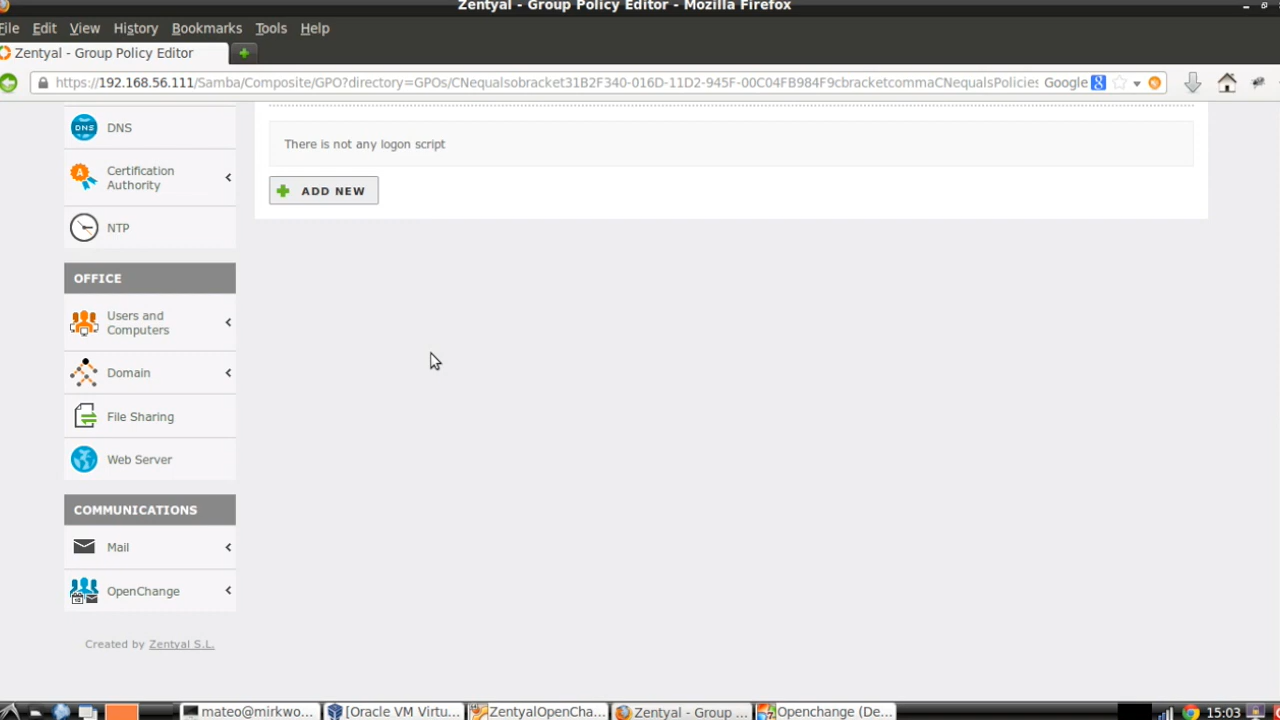 Zentyal - Group Policy Editor - Mozilla Firefox
File Edit View History Bookmarks Tools Help
Zentyal - Group Policy Editor
https://192.168.56.111/Samba/Composite/GPO?directory=GPOs/CNequalsobracket31B2F340-016D-11D2-945F-00C04FB984F9cbracketcommaCNequalsPolicies Google 8
DNS
DNS
There is not any logon script
A
Certification
Authority
ADD NEW
NTP
OFFICE
Users and
Computers
Domain
File Sharing
Web Server
COMMUNICATIONS
Mail
OpenChange
Created by Zentyal S.L.
mateo@mirkwo...
[Oracle VM Virtu...
ZentyalOpenCha...
Zentyal - Group ...
Openchange (De...
15:03